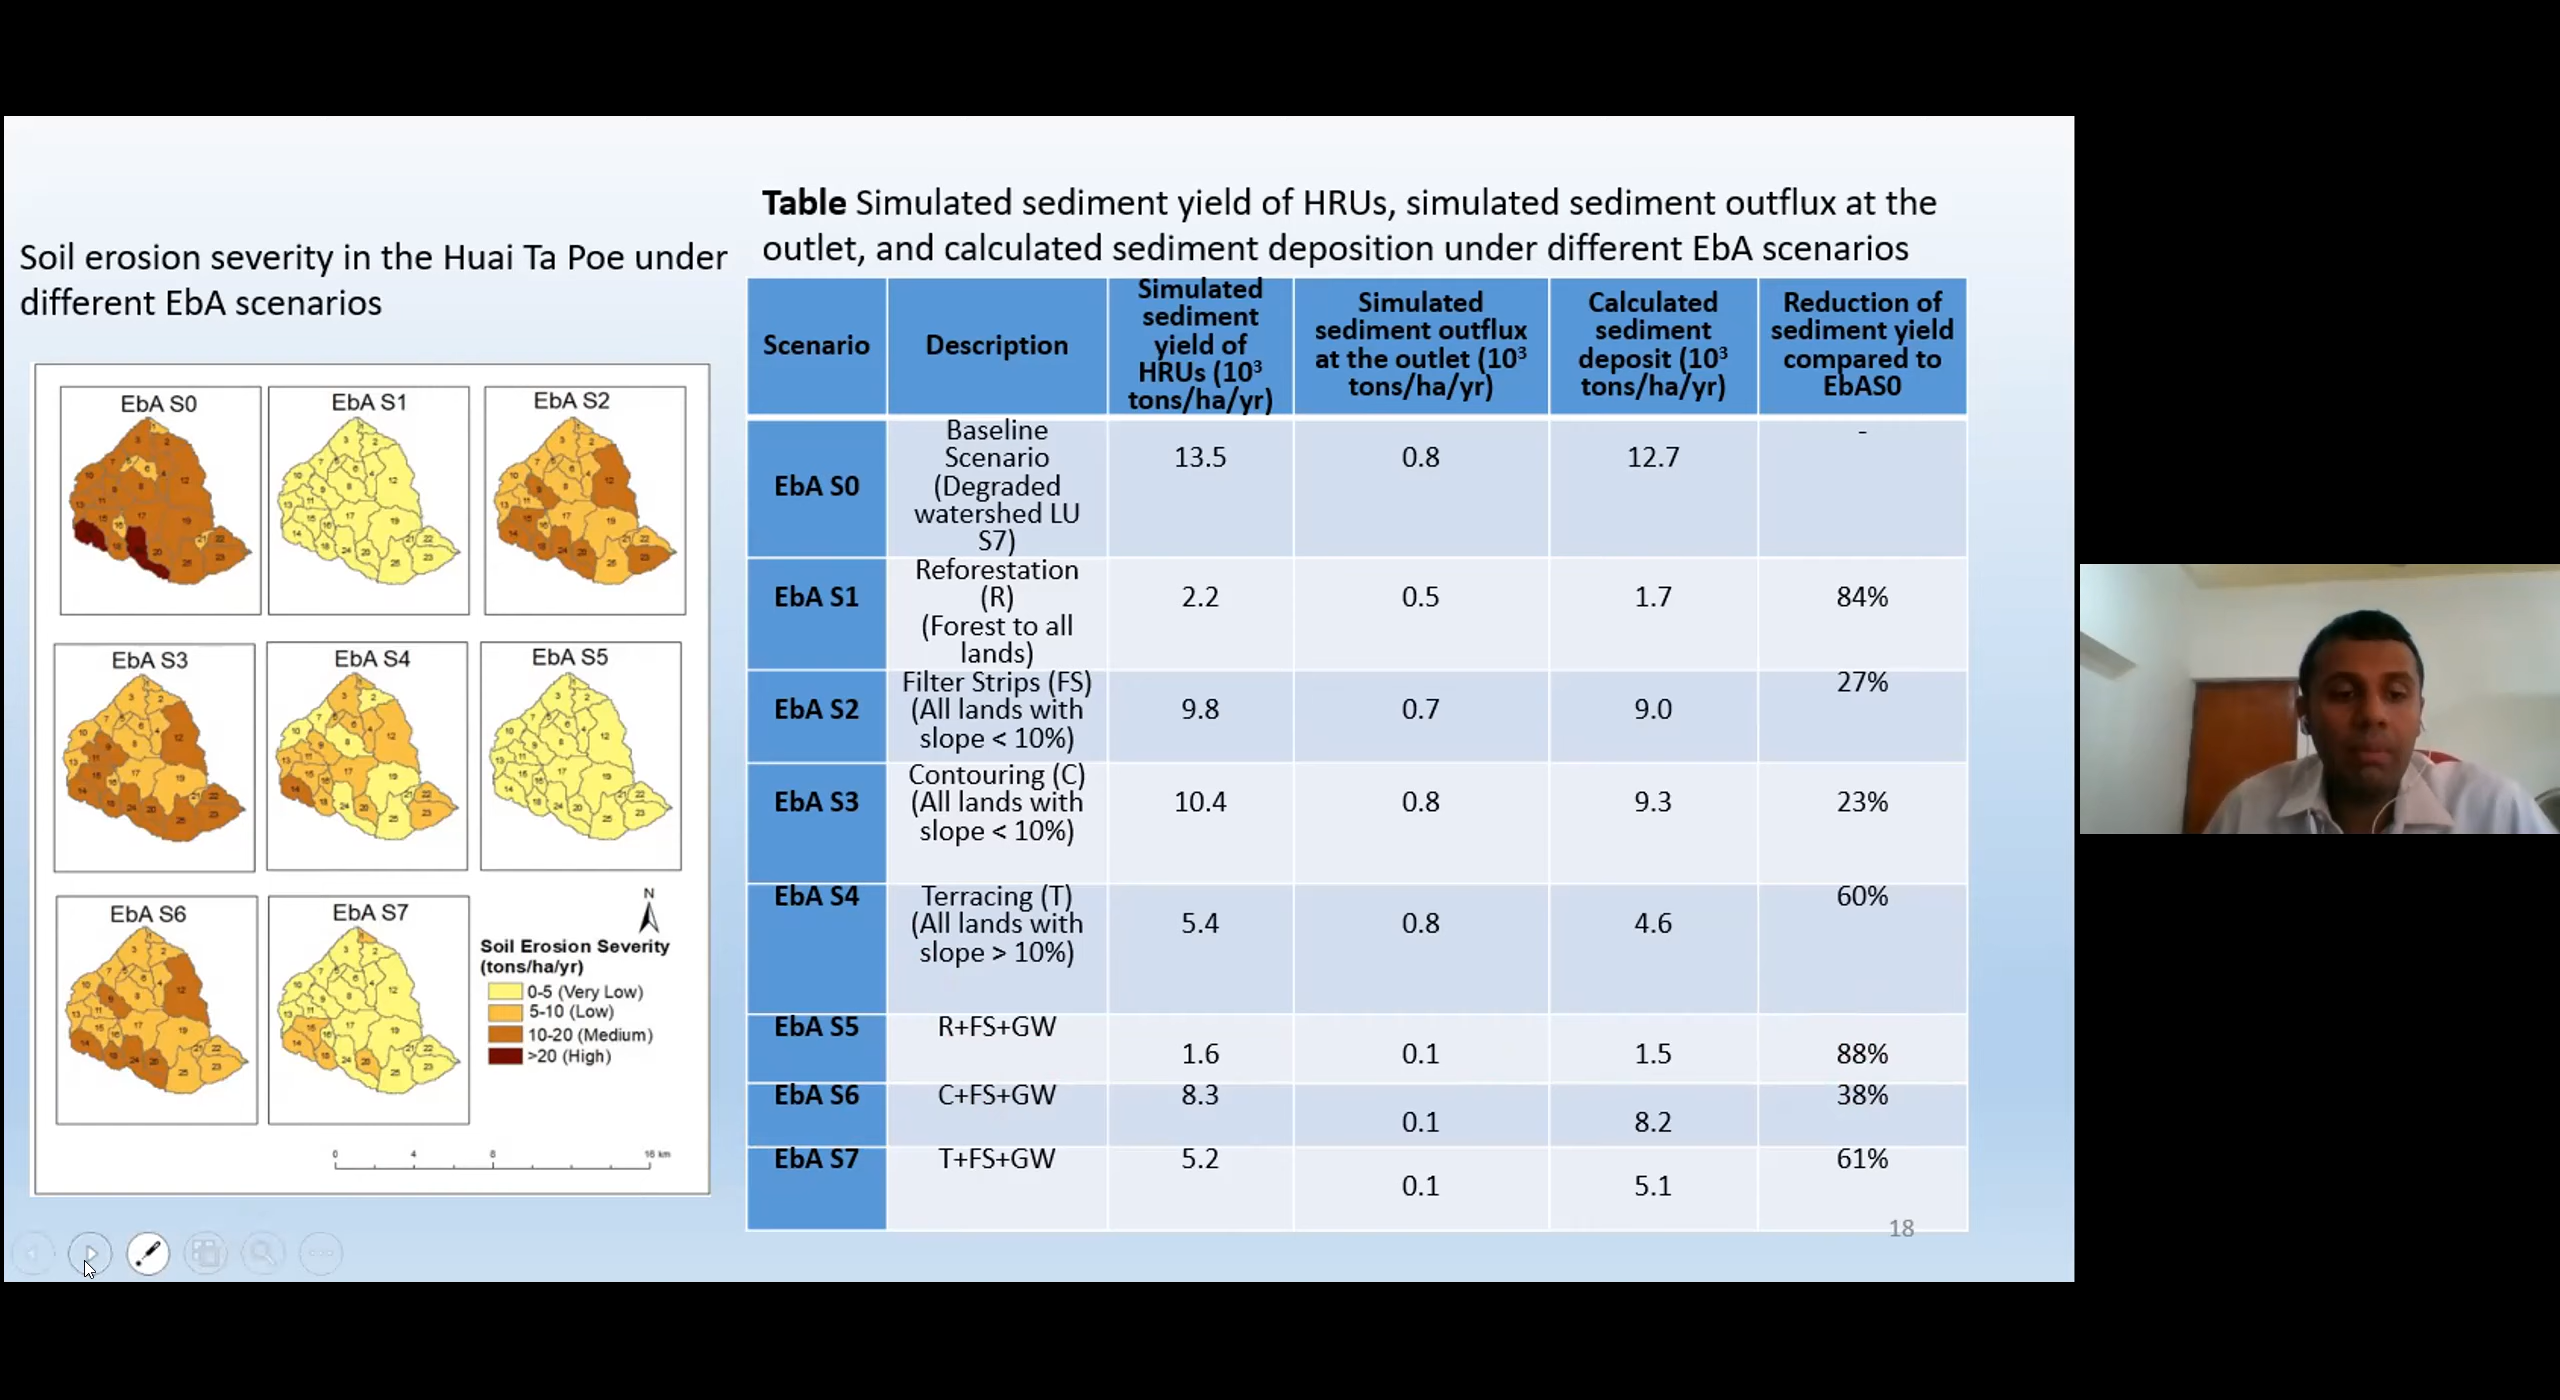 Soil erosion severity in the Huai Ta Poe under
different EbA scenarios
EbA S0
EbA S1
EbA S2
EbA S3
EbA S4
EbA S5
EbA S6
EbA S7
N
Soil Erosion Severity
(tons/ha/yr)
0-5 (Very Low)
5-10 (Low)
10-20 (Medium)
>20 (High)
0 4 8 16 km
Table Simulated sediment yield of HRUs, simulated sediment outflux at the
outlet, and calculated sediment deposition under different EbA scenarios
Scenario
Description
Simulated
sediment
yield of
HRUs (10³
tons/ha/yr)
Simulated
sediment outflux
at the outlet (10³
tons/ha/yr)
Calculated
sediment
deposit (10³
tons/ha/yr)
Reduction of
sediment yield
compared to
EbAS0
EbA S0
Baseline
Scenario
(Degraded
watershed LU
S7)
13.5
0.8
12.7
-
EbA S1
Reforestation
(R)
(Forest to all
lands)
2.2
0.5
1.7
84%
EbA S2
Filter Strips (FS)
(All lands with
slope < 10%)
9.8
0.7
9.0
27%
EbA S3
Contouring (C)
(All lands with
slope < 10%)
10.4
0.8
9.3
23%
EbA S4
Terracing (T)
(All lands with
slope > 10%)
5.4
0.8
4.6
60%
EbA S5
R+FS+GW
1.6
0.1
1.5
88%
EbA S6
C+FS+GW
8.3
0.1
8.2
38%
EbA S7
T+FS+GW
5.2
0.1
5.1
61%
18